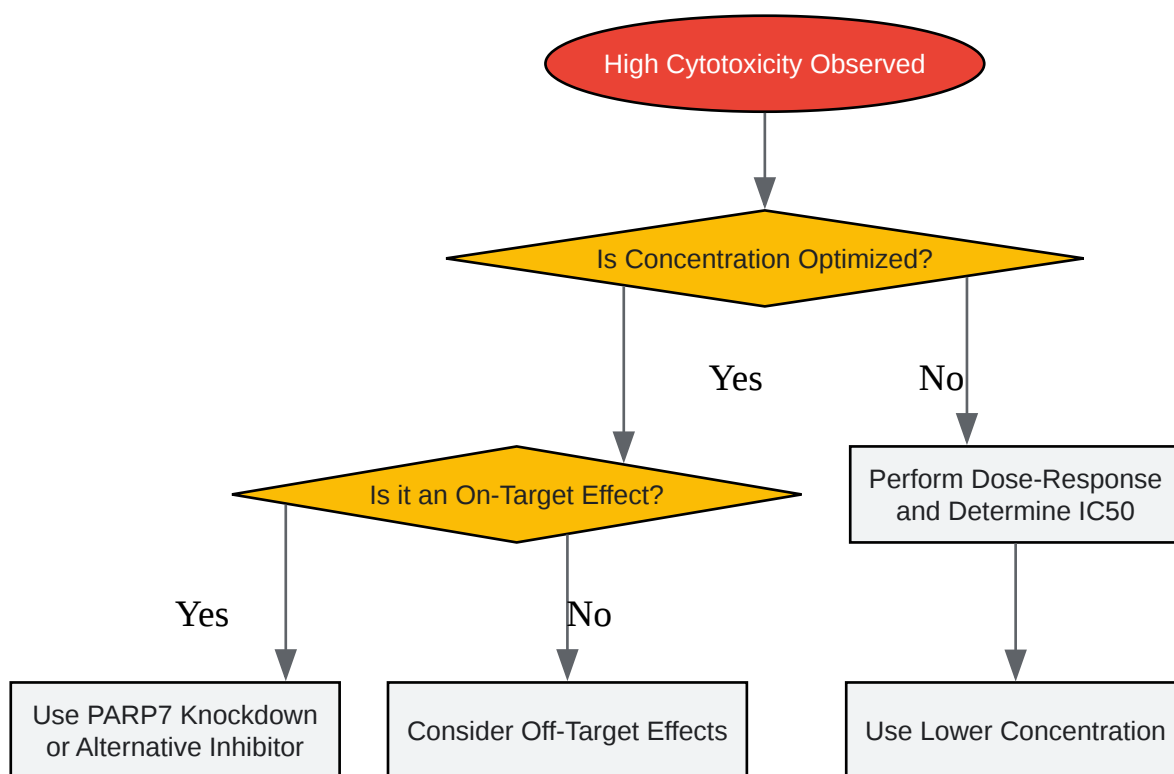 High Cytotoxicity Observed
Is Concentration Optimized?
Yes
No
Is it an On-Target Effect?
Perform Dose-Response
and Determine IC50
Yes
No
Use PARP7 Knockdown
or Alternative Inhibitor
Consider Off-Target Effects
Use Lower Concentration